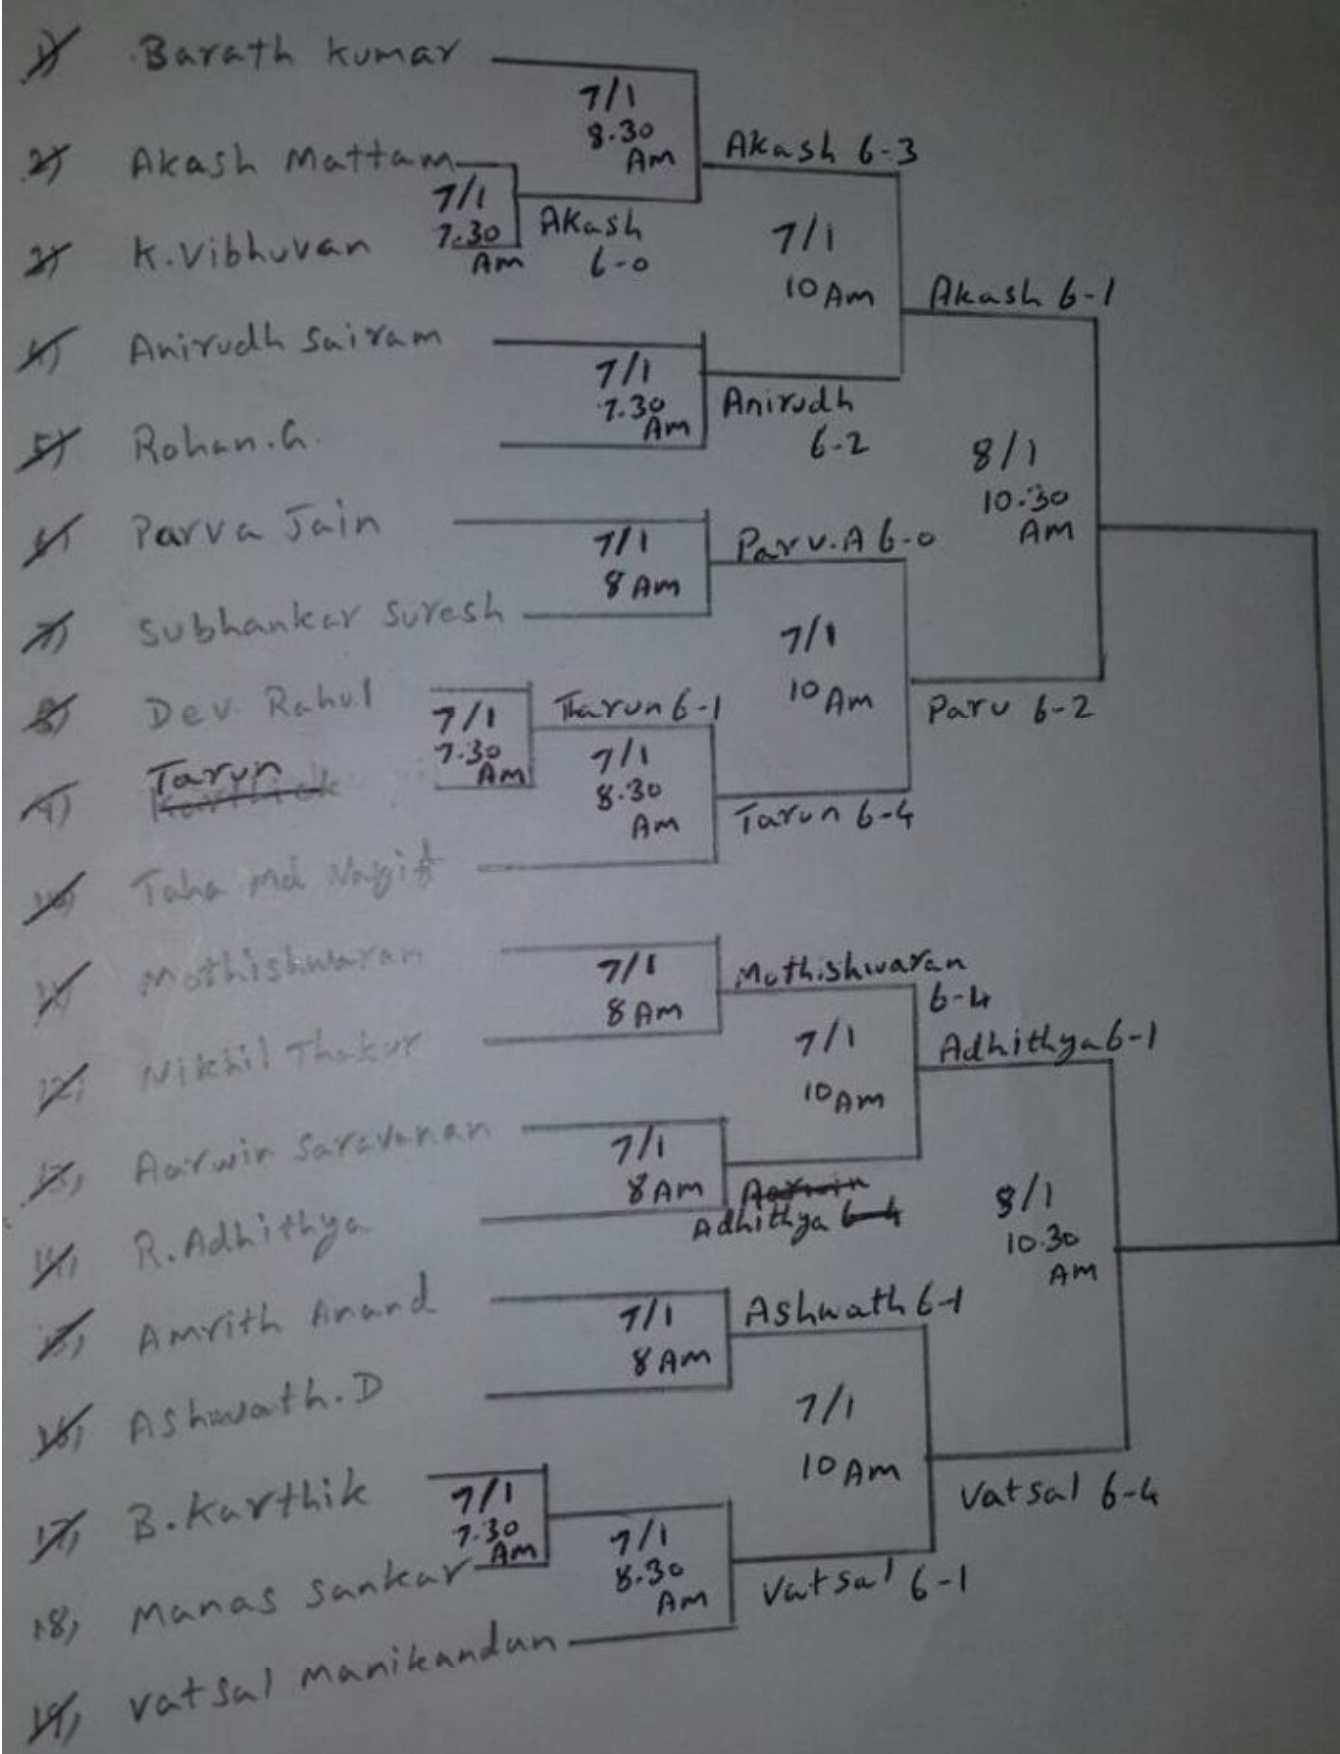 1) Barath Kumar
7/1
8.30
Am
Akash 6-3
2) Akash Mattam
7/1
7.30
Am
Akash
6-0
3) K.Vibhuvan
7/1
10 Am
Akash 6-1
4) Anirudh Sairam
7/1
7.30
Am
Anirudh
6-2
5) Rohan.G.
8/1
10.30
Am
6) Parva Jain
7/1
8 Am
Parv.A 6-0
7) Subhankar Suresh
7/1
10 Am
Parv 6-2
8) Dev Rahul
7/1
7.30
Am
Tharun 6-1
9) Tarun
7/1
8.30
Am
Tarun 6-4
10) Taha Md
11) Mothishwaran
7/1
8 Am
Mothishwaran
6-4
12) Nikhil Thakur
7/1
10 Am
Adhithya 6-1
13) Aarwin Saravanan
7/1
8 Am
Aarwin
Adhithya 6-4
14) R.Adhithya
10.30
Am
15) Amrith Anand
7/1
8 Am
Ashwath 6-1
16) Ashwath.D
7/1
10 Am
Vatsal 6-4
17) B.Karthik
7/1
7.30
Am
18) Manas Sankar
7/1
8.30
Am
Vatsal 6-1
19) Vatsal Manikandan